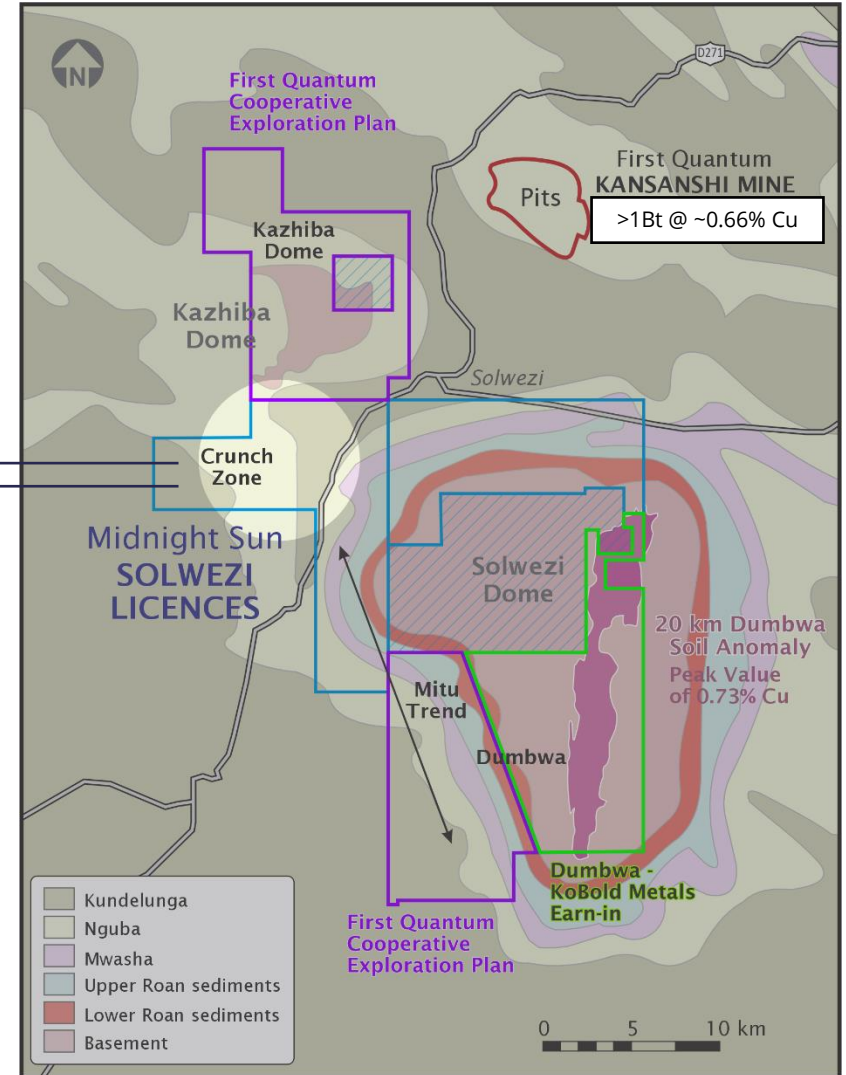 N
D271
First Quantum
Cooperative
Exploration Plan
First Quantum
KANSANSHI MINE
Pits
>1Bt @ ~0.66% Cu
Kazhiba
Dome
Kazhiba
Dome
Solwezi
Crunch
Zone
Midnight Sun
SOLWEZI
LICENCES
Solwezi
Dome
20 km Dumbwa
Soil Anomaly
Peak Value
of 0.73% Cu
Mitu
Trend
Dumbwa
Dumbwa -
KoBold Metals
Earn-in
First Quantum
Cooperative
Exploration Plan
Kundelunga
Nguba
Mwasha
Upper Roan sediments
Lower Roan sediments
Basement
0 5 10 km